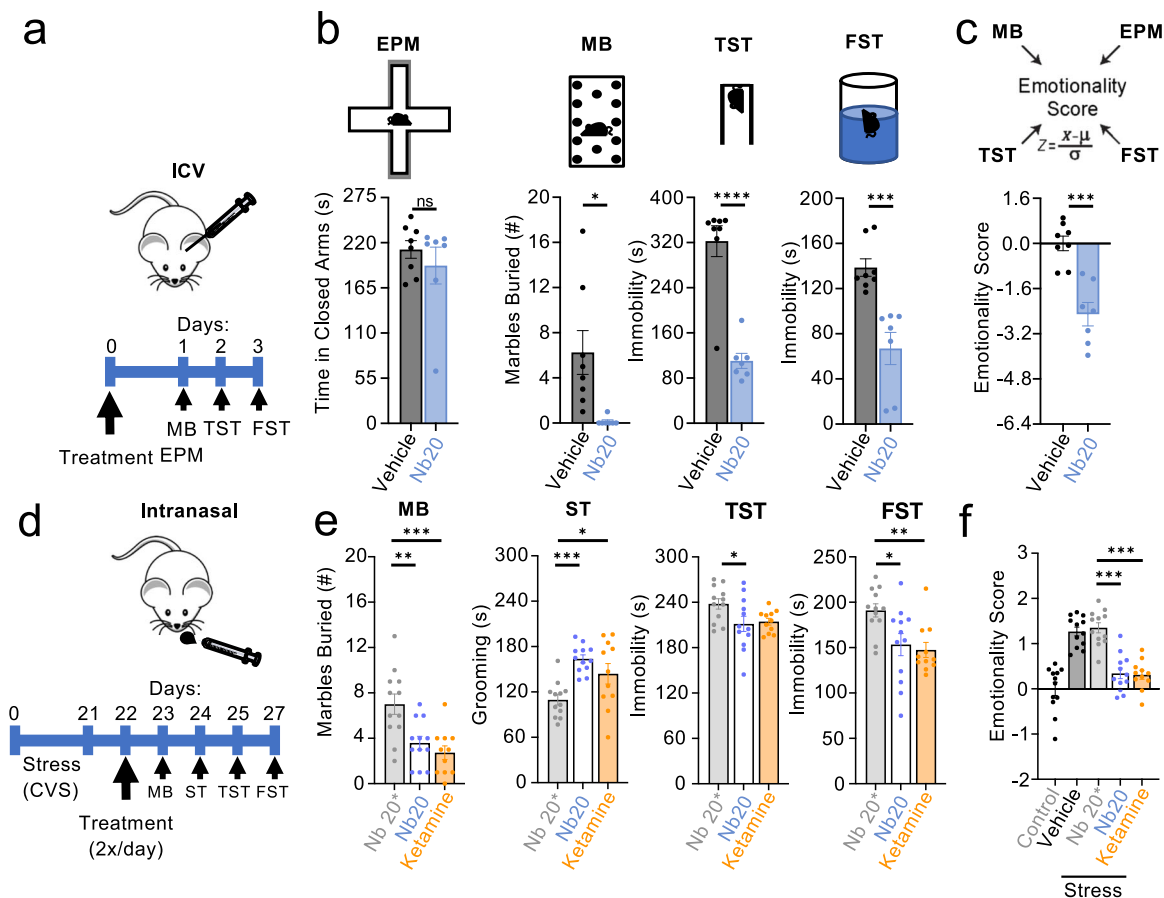 a
ICV
Days:
0 1 2 3
MB TST FST
Treatment EPM
b
EPM MB TST FST
Time in Closed Arms (s)
275
220
165
110
55
0
ns
Vehicle
Nb20
Marbles Buried (#)
20
16
12
8
4
0
*
Vehicle
Nb20
Immobility (s)
400
360
240
160
80
0
****
Vehicle
Nb20
Immobility (s)
200
160
120
80
40
0
***
Vehicle
Nb20
c
MB EPM
Emotionality
Score
TST Z= x-μ / σ FST
Emotionality Score
1.6
0.0
-1.6
-3.2
-4.8
-6.4
***
Vehicle
Nb20
d
Intranasal
Days:
0 21 22 23 24 25 27
Stress
(CVS)
MB ST TST FST
Treatment
(2x/day)
e
MB ST TST FST
Marbles Buried (#)
20
16
12
8
4
0
***
**
Nb 20*
Nb20
Ketamine
Grooming (s)
300
240
180
120
60
0
*
***
Nb 20*
Nb20
Ketamine
Immobility (s)
300
225
150
75
0
*
Nb 20*
Nb20
Ketamine
Immobility (s)
250
200
150
100
50
0
**
*
Nb 20*
Nb20
Ketamine
f
Emotionality Score
3
2
1
0
-1
-2
***
***
Control
Vehicle
Nb 20*
Nb20
Ketamine
Stress